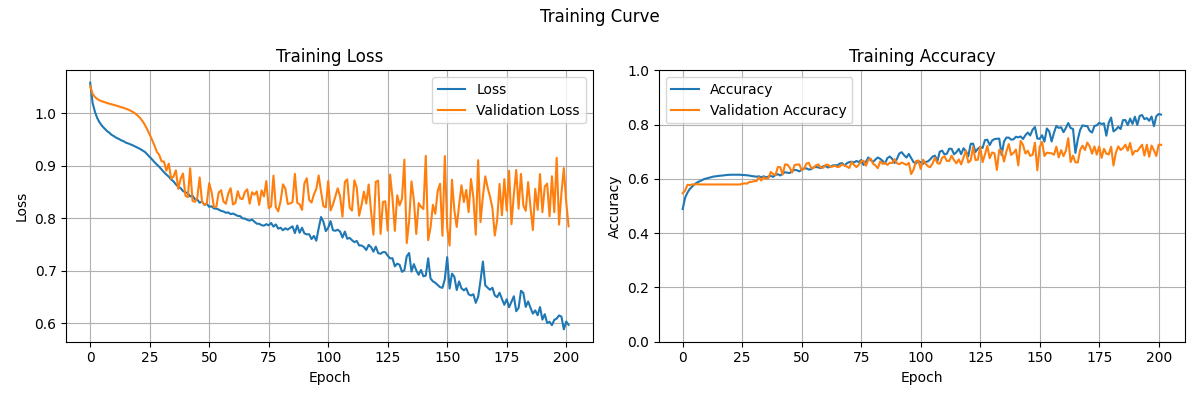 Training Curve
Training Loss
Loss
Validation Loss
1.0
0.9
0.8
0.7
0.6
0 25 50 75 100 125 150 175 200
Epoch
Loss
Training Accuracy
Accuracy
Validation Accuracy
1.0
0.8
0.6
0.4
0.2
0.0
0 25 50 75 100 125 150 175 200
Epoch
Accuracy